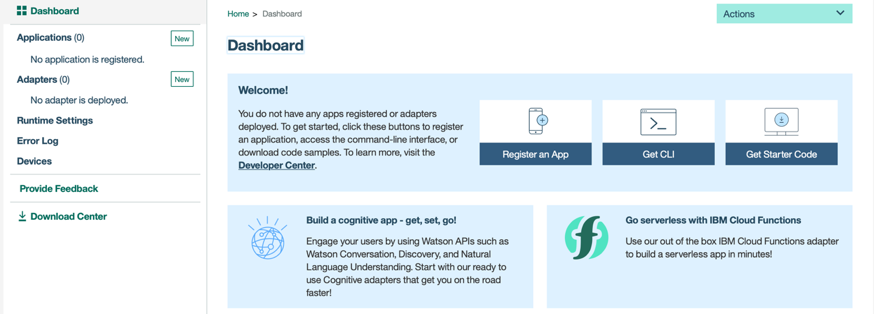 Dashboard
Applications (0)
New
No application is registered.
Adapters (0)
New
No adapter is deployed.
Runtime Settings
Error Log
Devices
Provide Feedback
Download Center
Home > Dashboard
Actions
Dashboard
Welcome!
You do not have any apps registered or adapters
deployed. To get started, click these buttons to register
an application, access the command-line interface, or
download code samples. To learn more, visit the
Developer Center.
Register an App
Get CLI
Get Starter Code
Build a cognitive app - get, set, go!
Engage your users by using Watson APIs such as
Watson Conversation, Discovery, and Natural
Language Understanding. Start with our ready to
use Cognitive adapters that get you on the road
faster!
Go serverless with IBM Cloud Functions
Use our out of the box IBM Cloud Functions adapter
to build a serverless app in minutes!